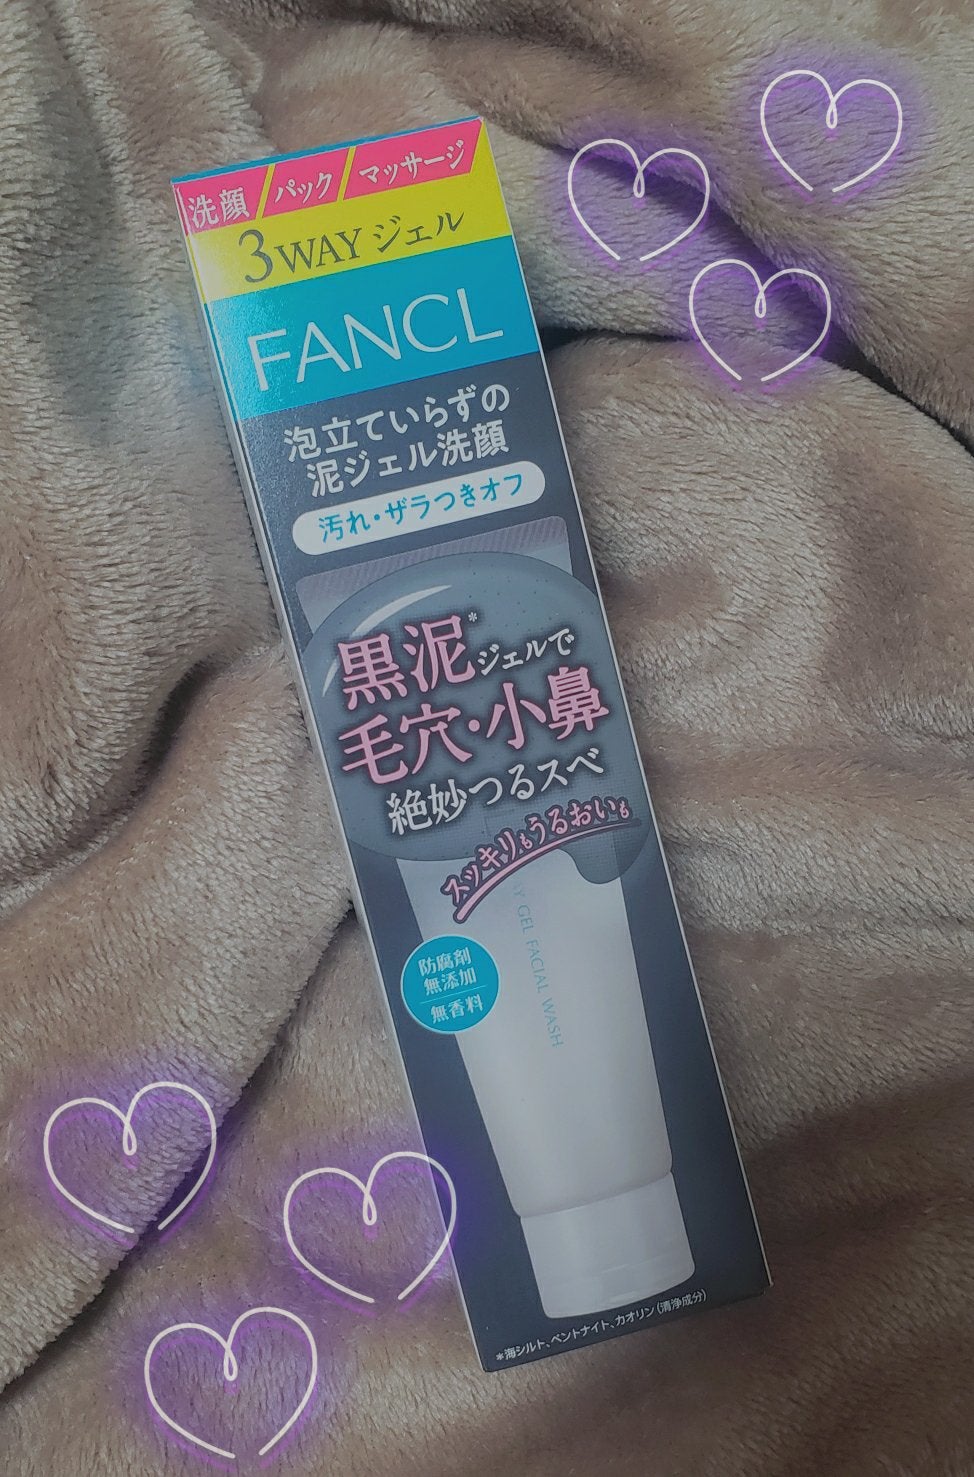 洗顔/パック/マッサージ
3WAY ジェル
FANCL
泡立ていらずの
泥ジェル洗顔
汚れ・ザラつきオフ
黒泥*ジェルで
毛穴・小鼻
絶妙つるスベ
スッキリもうるおいも
AY GEL FACIAL WASH
防腐剤
無添加
無香料
*海シルト、ベントナイト、カオリン(清浄成分)